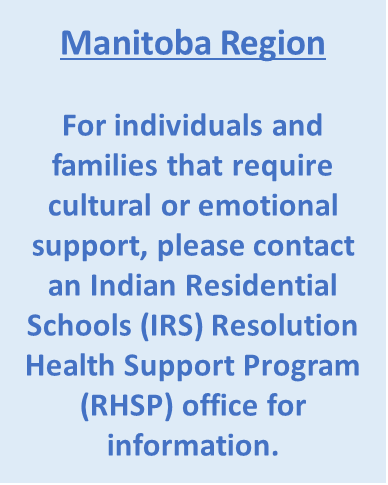 Manitoba Region
For individuals and
families that require
cultural or emotional
support, please contact
an Indian Residential
Schools (IRS) Resolution
Health Support Program
(RHSP) office for
information.